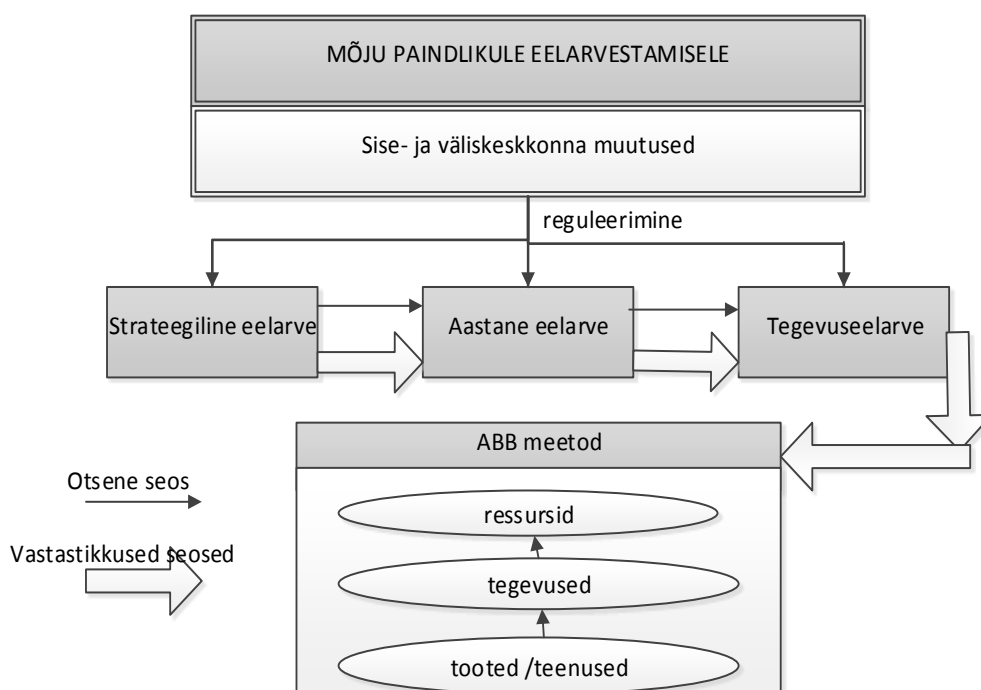 MÕJU PAINDLIKULE EELARVESTAMISELE
Sise- ja väliskeskkonna muutused
reguleerimine
Strateegiline eelarve
Aastane eelarve
Tegevuseelarve
ABB meetod
Otsene seos
ressursid
Vastastikkused seosed
tegevused
tooted /teenused